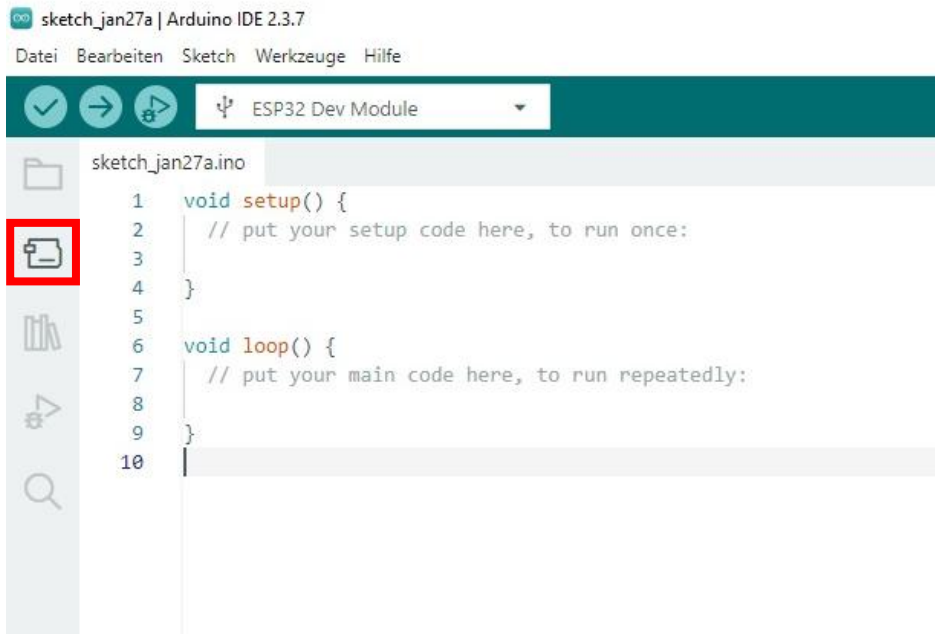 sketch_jan27a | Arduino IDE 2.3.7
Datei Bearbeiten Sketch Werkzeuge Hilfe
ESP32 Dev Module
sketch_jan27a.ino
1 void setup() {
2 // put your setup code here, to run once:
3
4 }
5
6 void loop() {
7 // put your main code here, to run repeatedly:
8
9 }
10